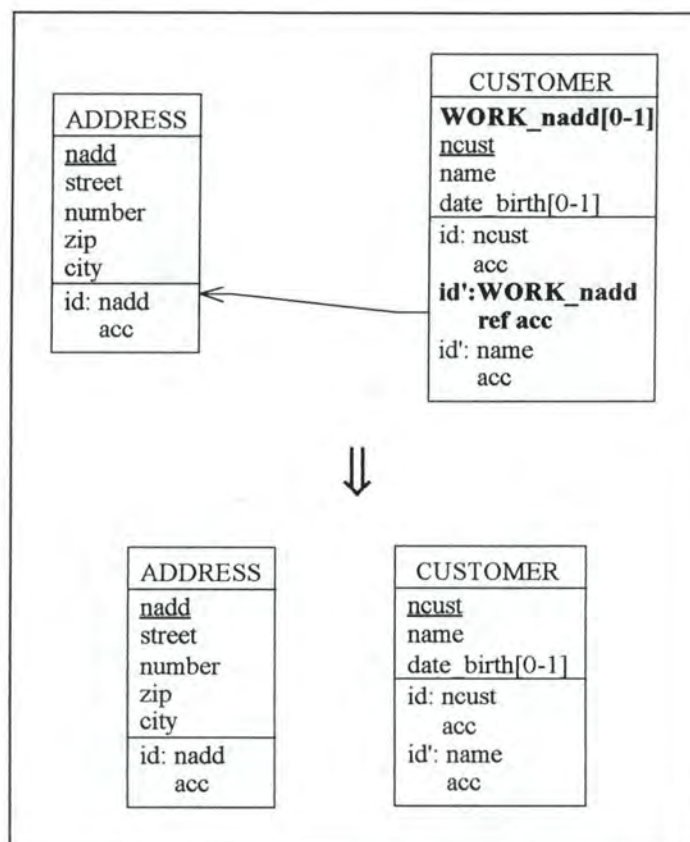 ADDRESS
nadd
street
number
zip
city
id: nadd
acc
CUSTOMER
WORK_nadd[0-1]
ncust
name
date_birth[0-1]
id: ncust
acc
id':WORK_nadd
ref acc
id': name
acc
⇓
ADDRESS
nadd
street
number
zip
city
id: nadd
acc
CUSTOMER
ncust
name
date_birth[0-1]
id: ncust
acc
id': name
acc